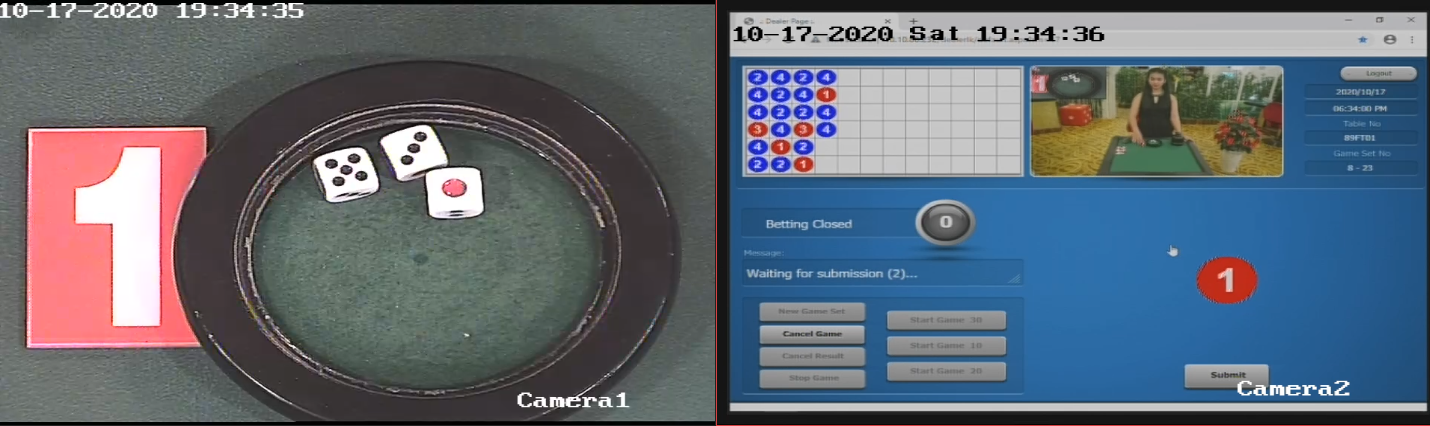 10-17-2020 19:34:35
1
Camera1
Dealer Page
10-17-2020 Sat 19:34:36
2 4 2 4
4 2 4 1
4 2 2 4
3 4 3 4
4 1 2
2 2 1
Logout
2020/10/17
06:34:00 PM
Table No
89FT01
Game Set No
8 - 23
Betting Closed
0
Message:
Waiting for submission (2)...
New Game Set
Cancel Game
Cancel Result
Stop Game
Start Game 30
Start Game 10
Start Game 20
1
Submit
Camera2